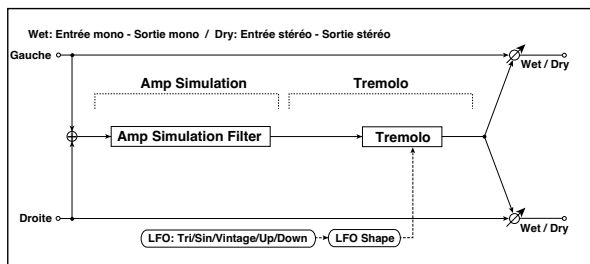 Wet: Entrée mono - Sortie mono / Dry: Entrée stéréo - Sortie stéréo
Gauche
Wet / Dry
Amp Simulation
Tremolo
Amp Simulation Filter
Tremolo
Droite
Wet / Dry
LFO: Tri/Sin/Vintage/Up/Down
LFO Shape